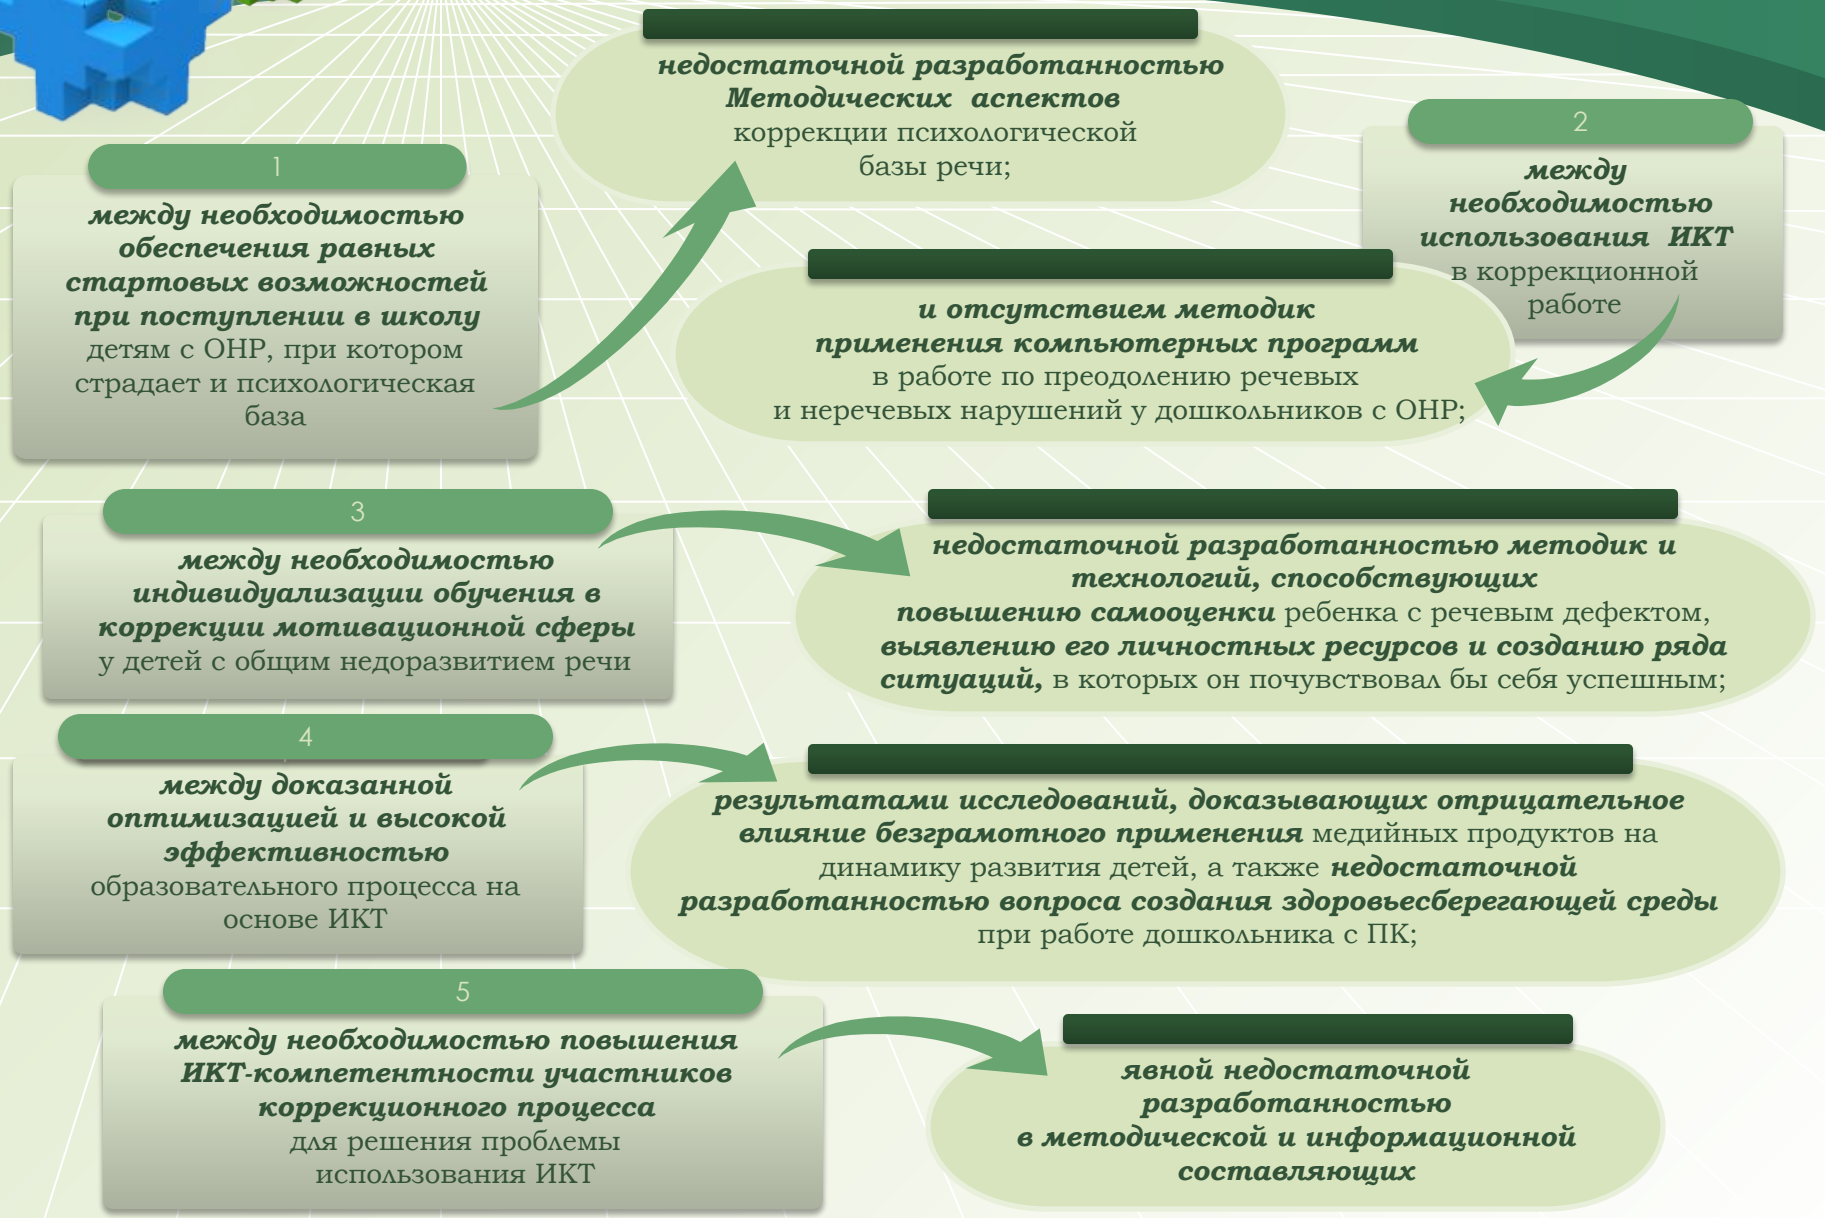 1
между необходимостью
обеспечения равных
стартовых возможностей
при поступлении в школу
детям с ОНР, при котором
страдает и психологическая
база
недостаточной разработанностью
Методических аспектов
коррекции психологической
базы речи;
2
между
необходимостью
использования ИКТ
в коррекционной
работе
и отсутствием методик
применения компьютерных программ
в работе по преодолению речевых
и неречевых нарушений у дошкольников с ОНР;
3
между необходимостью
индивидуализации обучения в
коррекции мотивационной сферы
у детей с общим недоразвитием речи
недостаточной разработанностью методик и
технологий, способствующих
повышению самооценки ребенка с речевым дефектом,
выявлению его личностных ресурсов и созданию ряда
ситуаций, в которых он почувствовал бы себя успешным;
4
между доказанной
оптимизацией и высокой
эффективностью
образовательного процесса на
основе ИКТ
результатами исследований, доказывающих отрицательное
влияние безграмотного применения медийных продуктов на
динамику развития детей, а также недостаточной
разработанностью вопроса создания здоровьесберегающей среды
при работе дошкольника с ПК;
5
между необходимостью повышения
ИКТ-компетентности участников
коррекционного процесса
для решения проблемы
использования ИКТ
явной недостаточной
разработанностью
в методической и информационной
составляющих